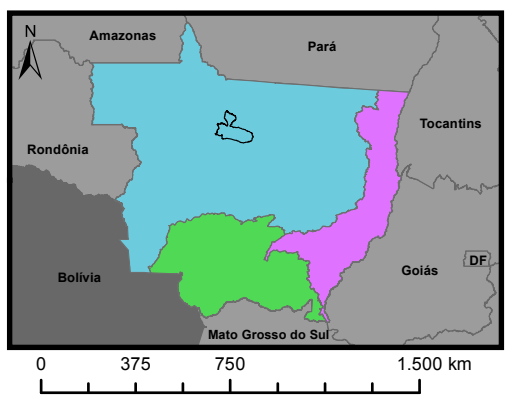 N
Amazonas
Pará
Tocantins
Rondônia
Bolívia
Goiás
DF
Mato Grosso do Sul
0 375 750 1.500 km